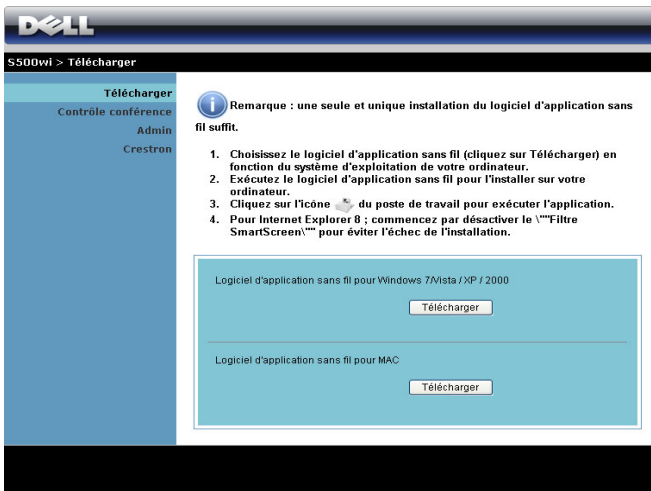 DELL
S500wi > Télécharger
Télécharger
Contrôle conférence
Admin
Crestron
Remarque : une seule et unique installation du logiciel d'application sans
fil suffit.
1. Choisissez le logiciel d'application sans fil (cliquez sur Télécharger) en
fonction du système d'exploitation de votre ordinateur.
2. Exécutez le logiciel d'application sans fil pour l'installer sur votre
ordinateur.
3. Cliquez sur l'icône du poste de travail pour exécuter l'application.
4. Pour Internet Explorer 8 ; commencez par désactiver le \""Filtre
SmartScreen\"" pour éviter l'échec de l'installation.
Logiciel d'application sans fil pour Windows 7/Vista / XP / 2000
Télécharger
Logiciel d'application sans fil pour MAC
Télécharger